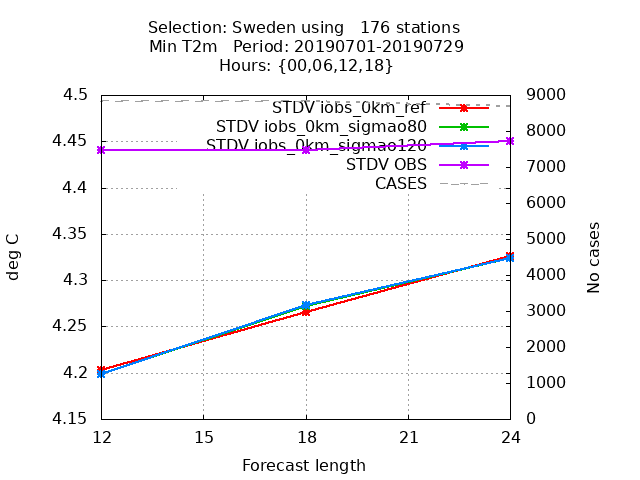 Selection: Sweden using   176 stations
Min T2m   Period: 20190701-20190729
Hours: {00,06,12,18}
4.5
4.45
4.4
4.35
4.3
4.25
4.2
4.15
deg C
STDV iobs_0km_ref
STDV iobs_0km_sigmao80
STDV iobs_0km_sigmao120
STDV OBS
CASES
9000
8000
7000
6000
5000
4000
3000
2000
1000
0
No cases
12 15 18 21 24
Forecast length